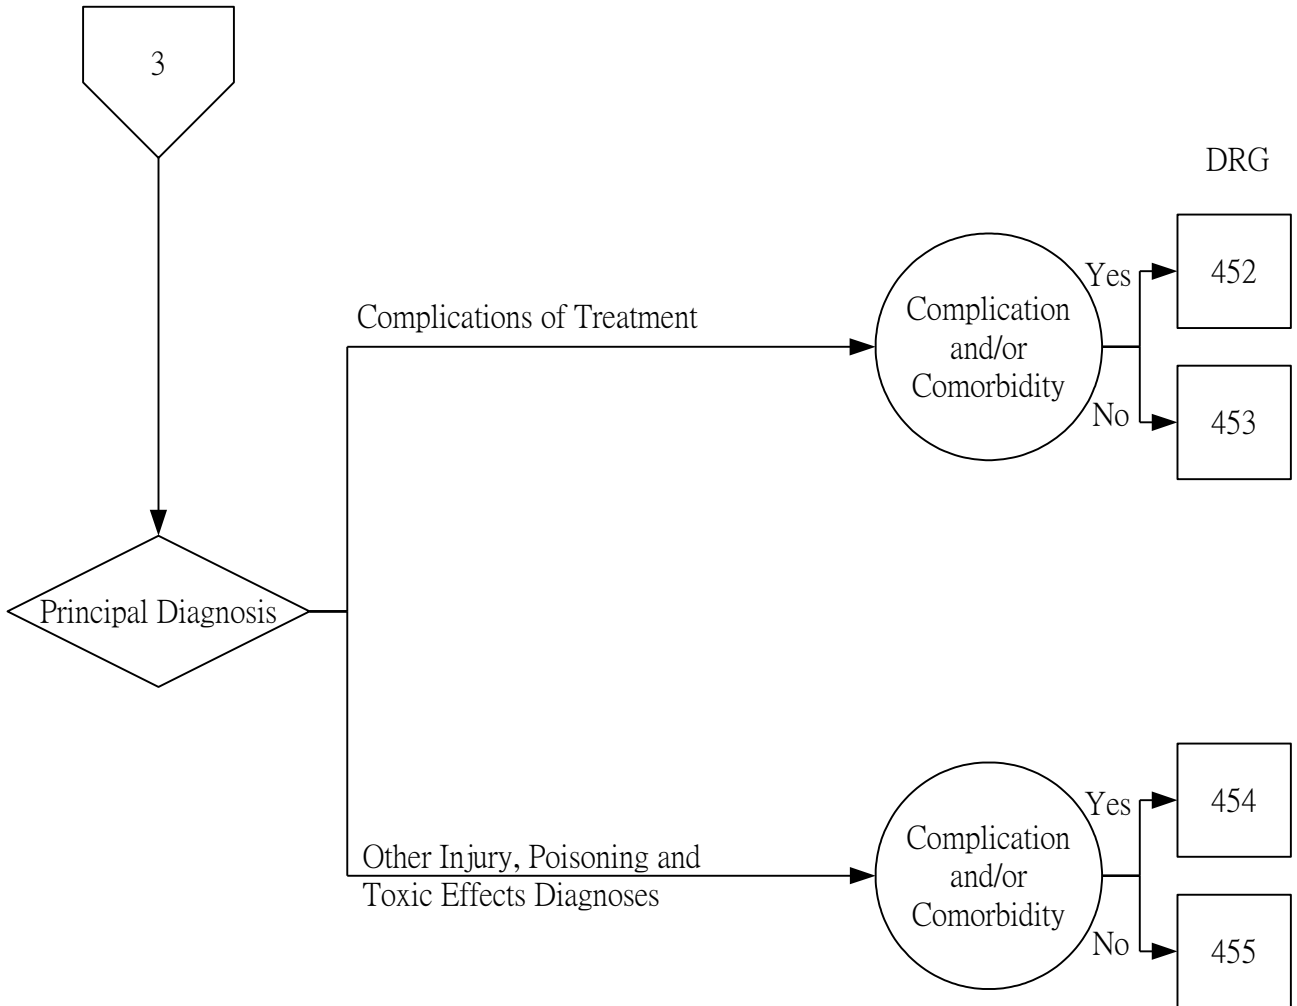 3
DRG
Yes
452
Complications of Treatment
Complication
and/or
Comorbidity
No
453
Principal Diagnosis
Yes
454
Other Injury, Poisoning and
Toxic Effects Diagnoses
Complication
and/or
Comorbidity
No
455